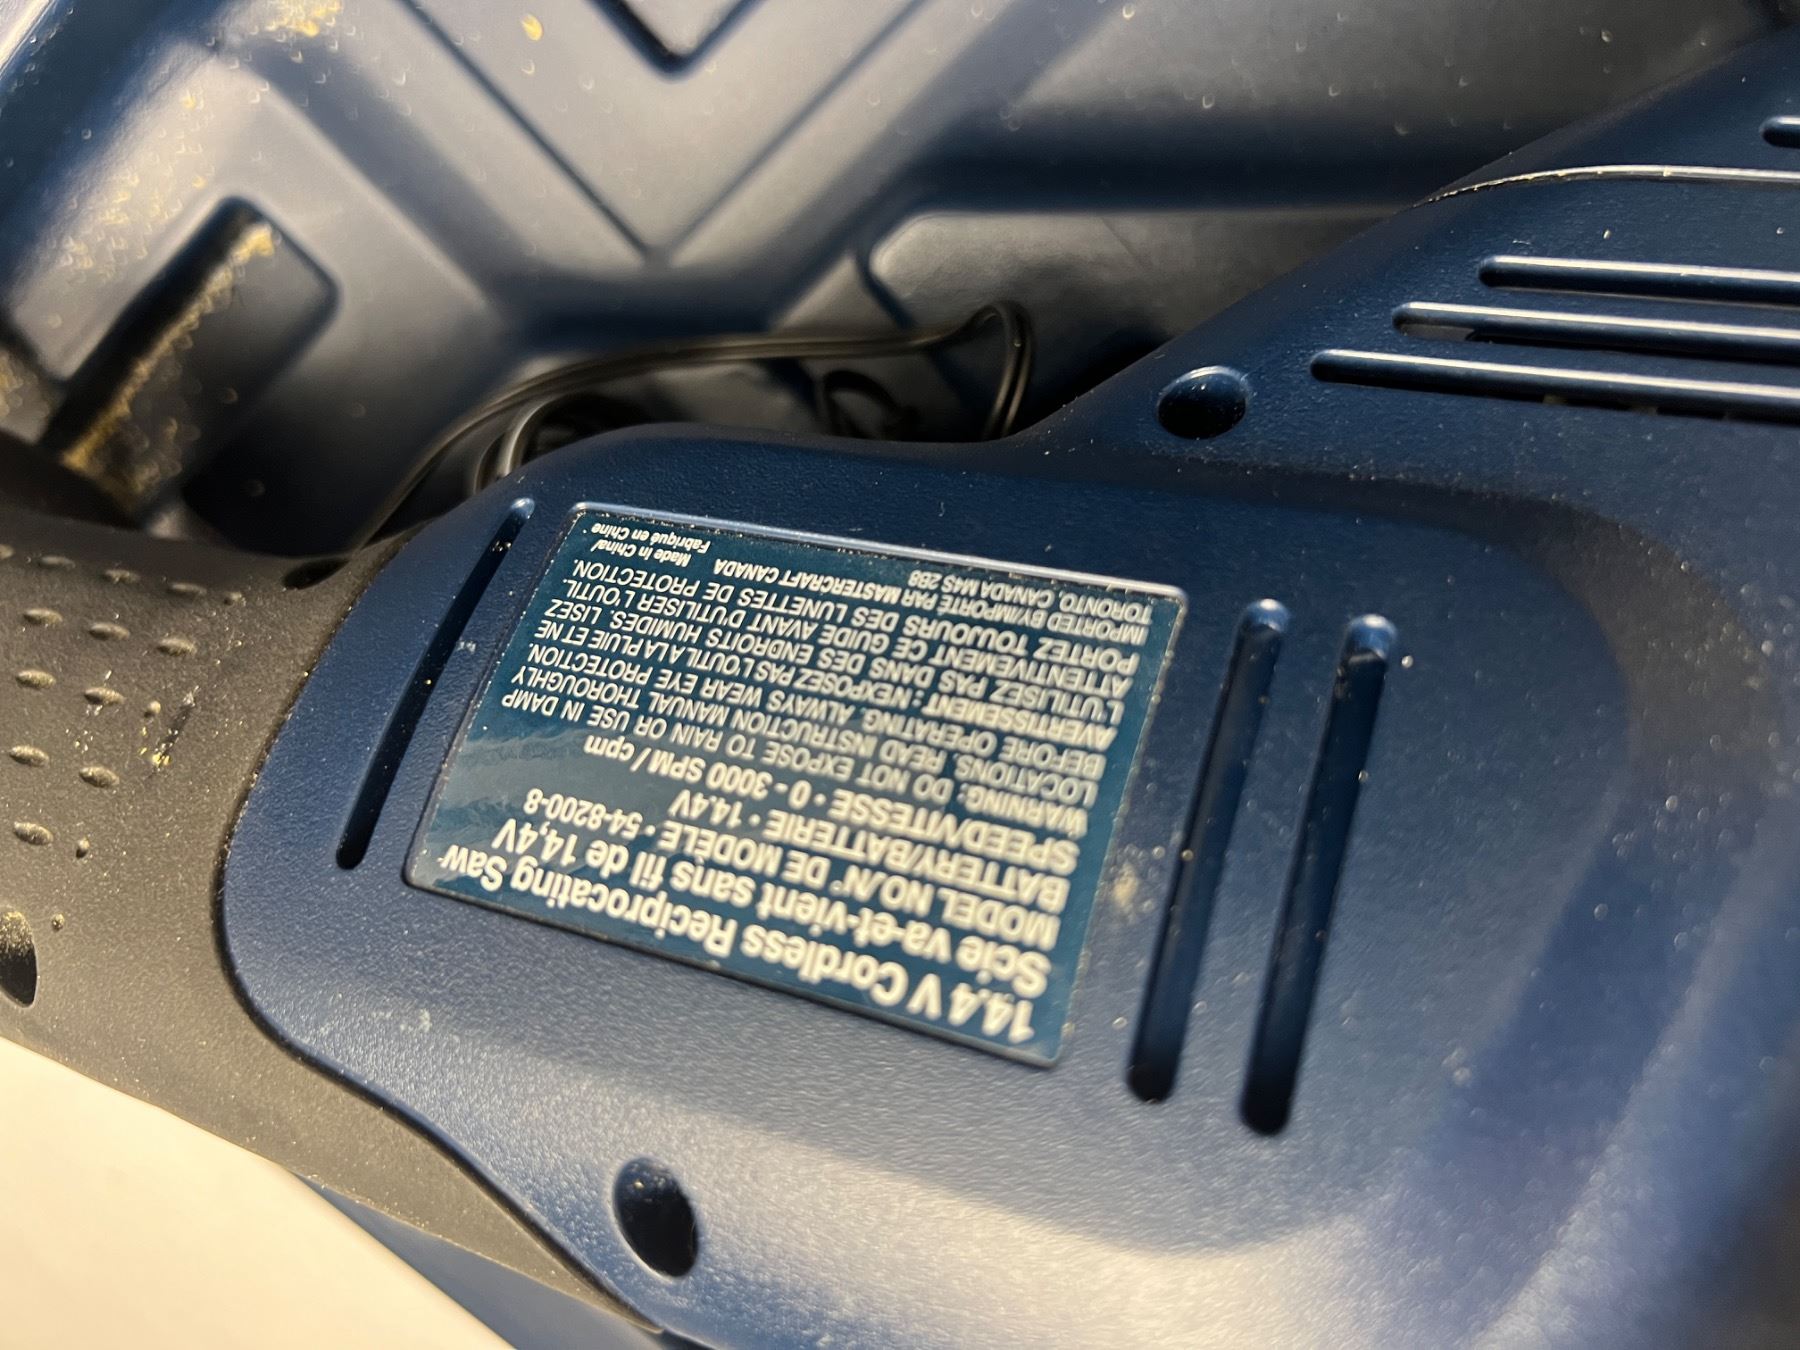 14.4 V Cordless Reciprocating Saw
Scie va-et-vient sans fil de 14,4V
MODEL NO./N° DE MODÈLE • 54-8200-8
BATTERY/BATTERIE • 14.4V
SPEED/VITESSE • 0 - 3000 SPM / cpm
WARNING: DO NOT EXPOSE TO RAIN OR USE IN DAMP
LOCATIONS. READ INSTRUCTION MANUAL THOROUGHLY
BEFORE OPERATING. ALWAYS WEAR EYE PROTECTION.
AVERTISSEMENT : N'EXPOSEZ PAS L'OUTIL A LA PLUIE ET NE
L'UTILISEZ PAS DANS DES ENDROITS HUMIDES. LISEZ
ATTENTIVEMENT CE GUIDE AVANT D'UTILISER L'OUTIL.
PORTEZ TOUJOURS DES LUNETTES DE PROTECTION.
IMPORTED BY/IMPORTÉ PAR MASTERCRAFT CANADA
TORONTO, CANADA M4S 2B8
Made in China/
Fabriqué en Chine